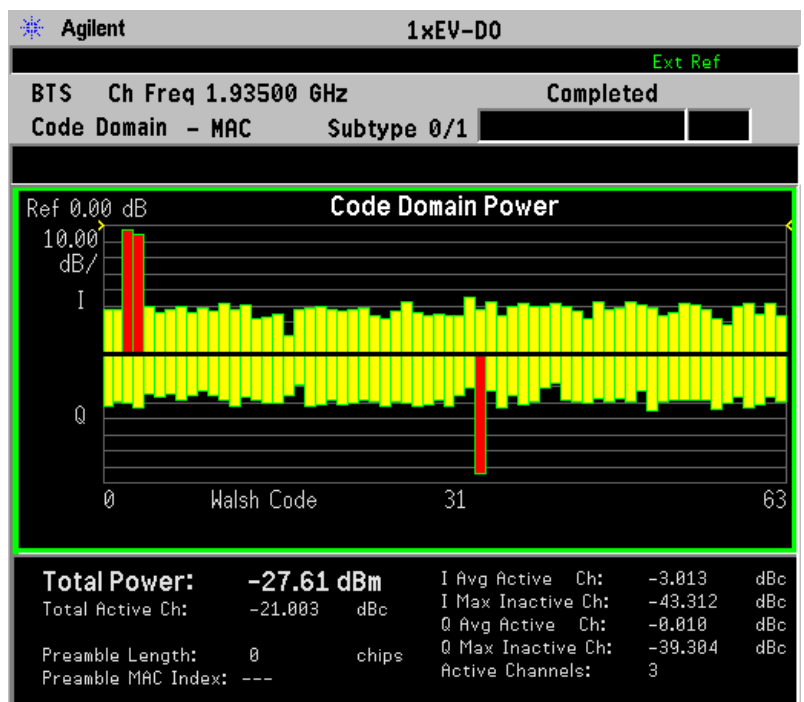 Agilent 1xEV-DO
Ext Ref
BTS Ch Freq 1.93500 GHz Completed
Code Domain - MAC Subtype 0/1
Ref 0.00 dB Code Domain Power
10.00
dB/
I
Q
0 Walsh Code 31 63
Total Power: -27.61 dBm
Total Active Ch: -21.003 dBc
Preamble Length: 0 chips
Preamble MAC Index: ---
I Avg Active Ch: -3.013 dBc
I Max Inactive Ch: -43.312 dBc
Q Avg Active Ch: -0.010 dBc
Q Max Inactive Ch: -39.304 dBc
Active Channels: 3